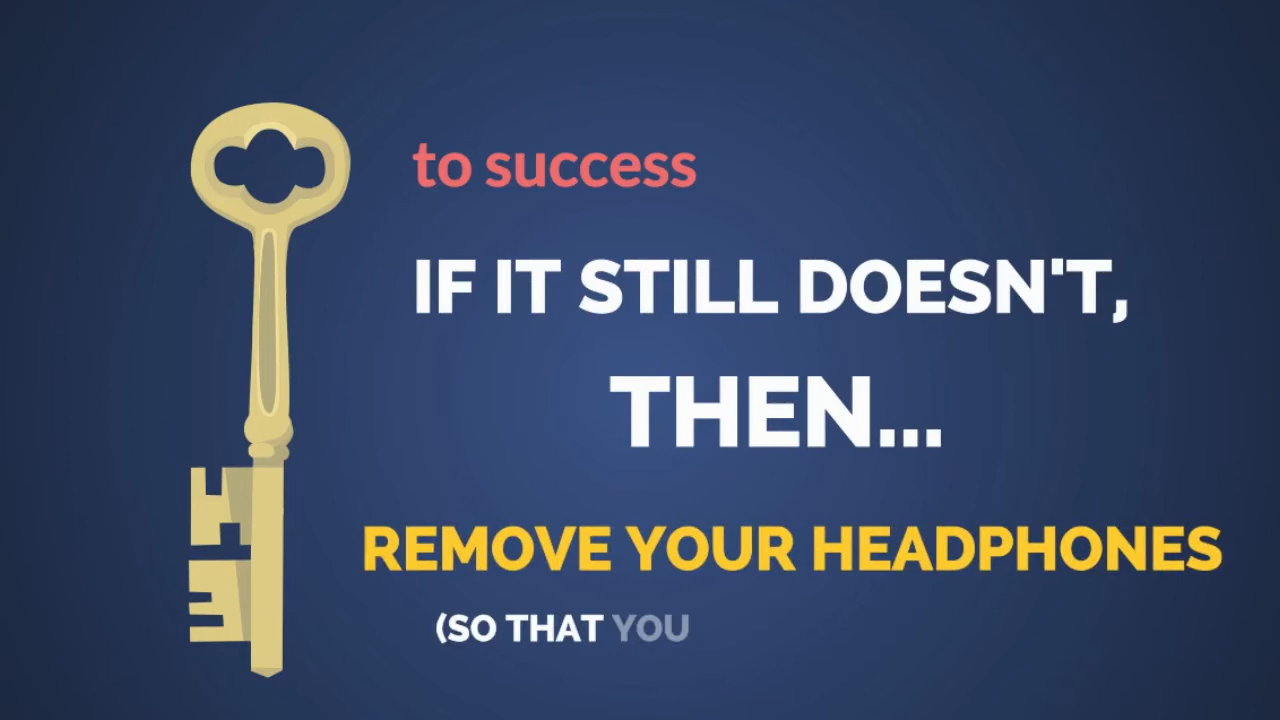 to success
IF IT STILL DOESN'T,
THEN...
REMOVE YOUR HEADPHONES
(SO THAT YOU